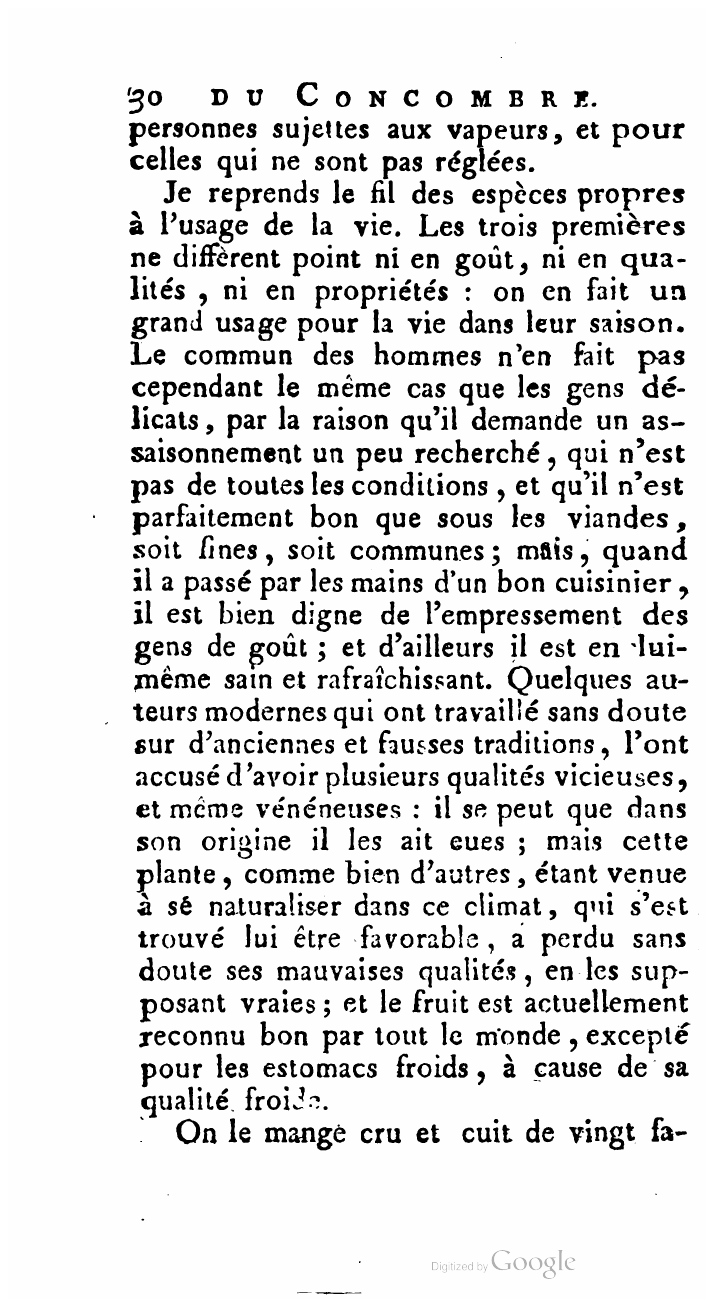 30 DU CONCOMBRE.
personnes sujettes aux vapeurs, et pour
celles qui ne sont pas réglées.
Je reprends le fil des espèces propres
à l'usage de la vie. Les trois premières
ne diffèrent point ni en goût, ni en qua-
lités , ni en propriétés : on en fait un
grand usage pour la vie dans leur saison.
Le commun des hommes n'en fait pas
cependant le même cas que les gens dé-
licats, par la raison qu'il demande un as-
saisonnement un peu recherché, qui n'est
pas de toutes les conditions , et qu'il n'est
parfaitement bon que sous les viandes,
soit fines, soit communes; mais, quand
il a passé par les mains d'un bon cuisinier,
il est bien digne de l'empressement des
gens de goût ; et d'ailleurs il est en lui-
même sain et rafraîchissant. Quelques au-
teurs modernes qui ont travaillé sans doute
sur d'anciennes et fausses traditions, l'ont
accusé d'avoir plusieurs qualités vicieuses,
et même vénéneuses : il se peut que dans
son origine il les ait eues ; mais cette
plante, comme bien d'autres, étant venue
à sé naturaliser dans ce climat, qui s'est
trouvé lui être favorable, a perdu sans
doute ses mauvaises qualités, en les sup-
posant vraies; et le fruit est actuellement
reconnu bon par tout le monde, excepté
pour les estomacs froids, à cause de sa
qualité froide.
On le mange cru et cuit de vingt fa-
Digitized by Google